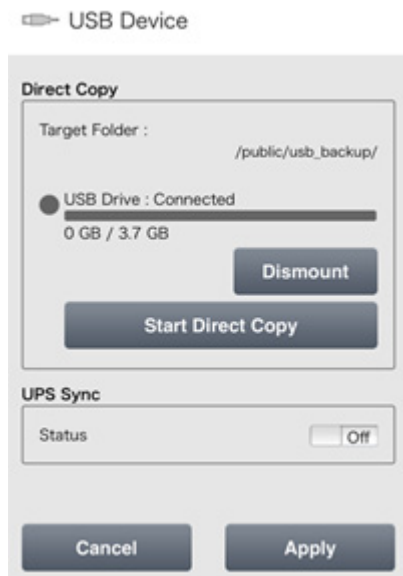 USB Device
Direct Copy
Target Folder :
/public/usb_backup/
USB Drive : Connected
0 GB / 3.7 GB
Dismount
Start Direct Copy
UPS Sync
Status
Off
Cancel
Apply